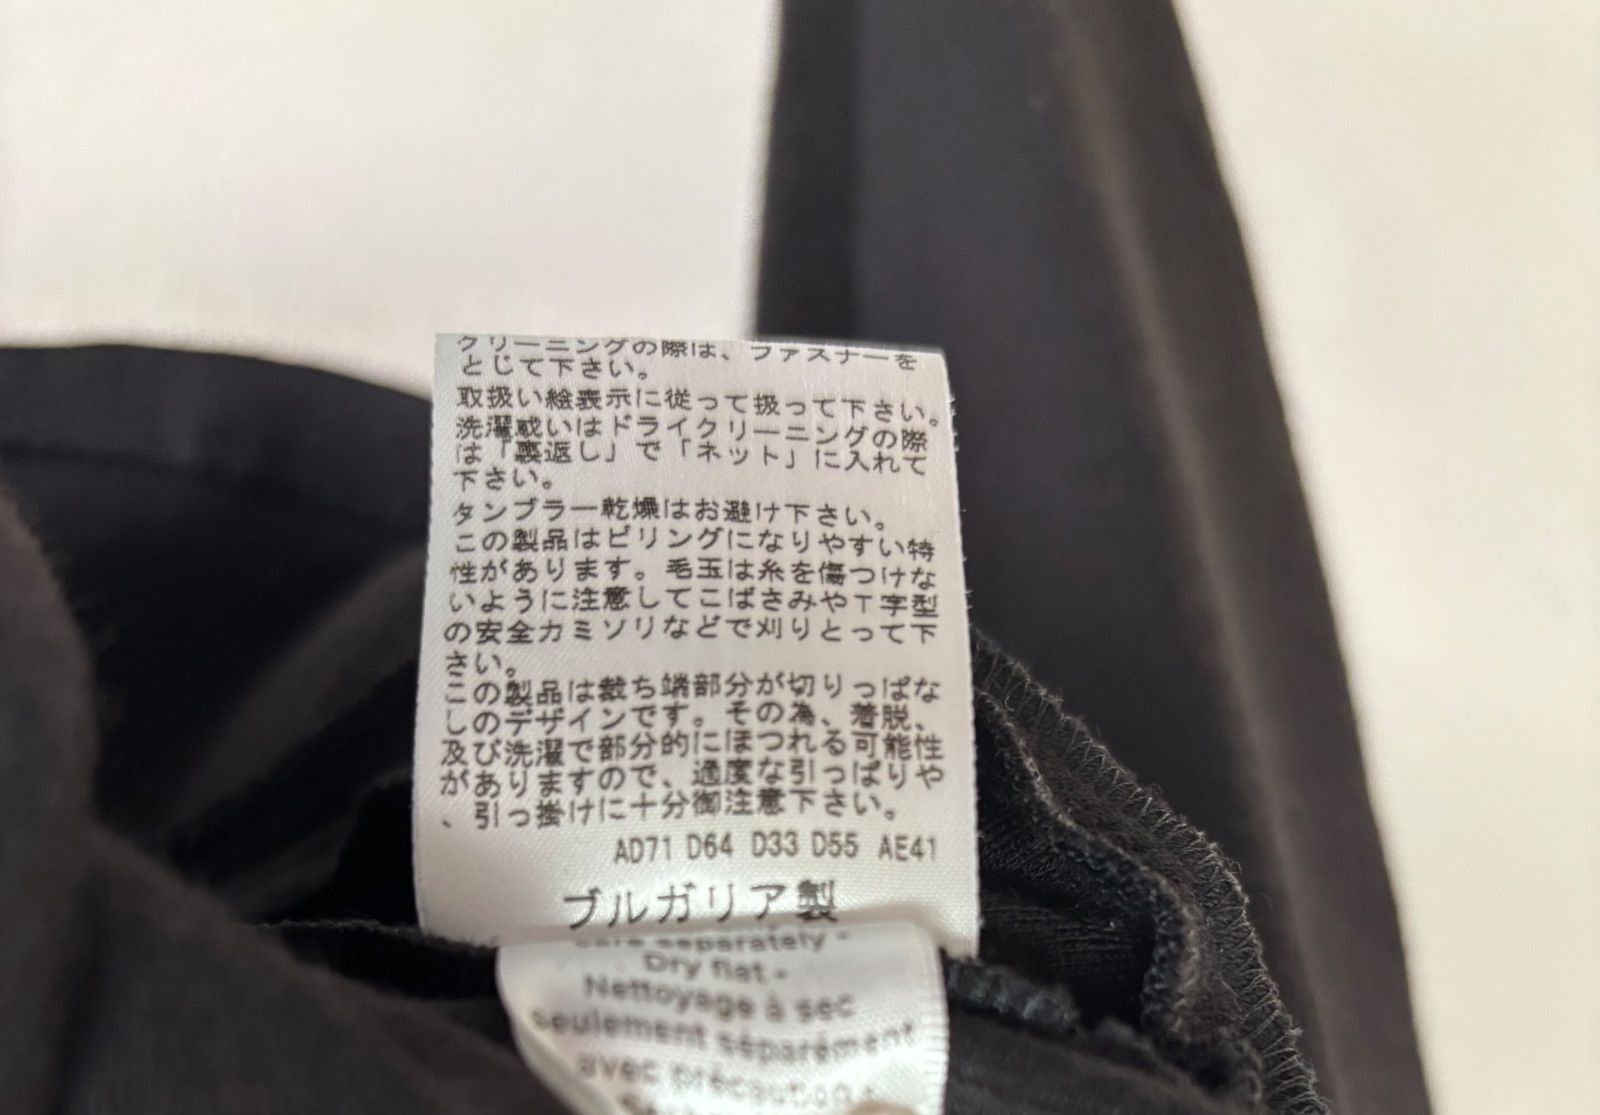 クリーニングの際は、ファスナーを
とじて下さい。
取扱い絵表示に従って扱って下さい。
洗濯或いはドライクリーニングの際
は「裏返し」で「ネット」に入れて
下さい。
タンブラー乾燥はお避け下さい。
この製品はピリングになりやすい特
性があります。毛玉は糸を傷つけな
いように注意してこばさみやT字型
の安全カミソリなどで刈りとって下
さい。
この製品は裁ち端部分が切りっぱな
しのデザインです。その為、着脱、
及び洗濯で部分的にほつれる可能性
がありますので、過度な引っぱりや
、引っ掛けに十分御注意下さい。
AD71 D64 D33 D55 AE41
ブルガリア製
care separately -
Dry flat -
Nettoyage à sec
seulement séparément
avec précaution